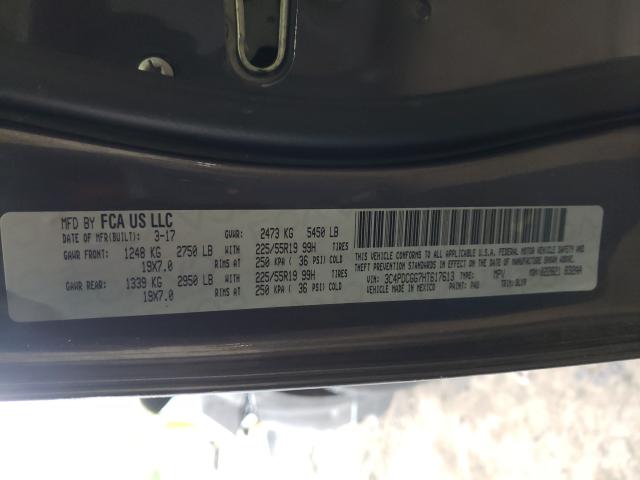 MFD BY FCA US LLC
DATE OF MFR(BUILT): 3-17 GVWR: 2473 KG 5450 LB
GAWR FRONT: 1248 KG 2750 LB WITH 225/55R19 99H TIRES
19X7.0 RIMS AT 250 KPA ( 36 PSI) COLD
GAWR REAR: 1339 KG 2950 LB WITH 225/55R19 99H TIRES
19X7.0 RIMS AT 250 KPA ( 36 PSI) COLD
THIS VEHICLE CONFORMS TO ALL APPLICABLE U.S.A. FEDERAL MOTOR VEHICLE SAFETY AND
THEFT PREVENTION STANDARDS IN EFFECT ON THE DATE OF MANUFACTURE SHOWN ABOVE.
VIN: 3C4PDCGG7HT617613 TYPE: MPV MDH:
VEHICLE MADE IN MEXICO PAINT: PAU TRIM: